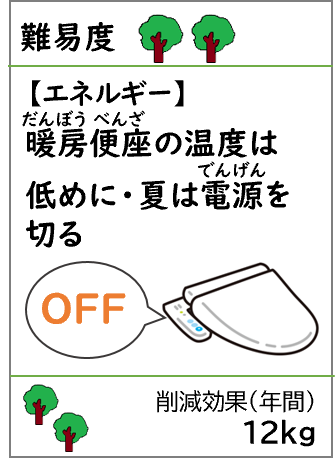 難易度
【エネルギー】
だんぼう べんざ
暖房便座の温度は
でんげん
低めに・夏は電源を
切る
OFF
削減効果(年間)
12kg